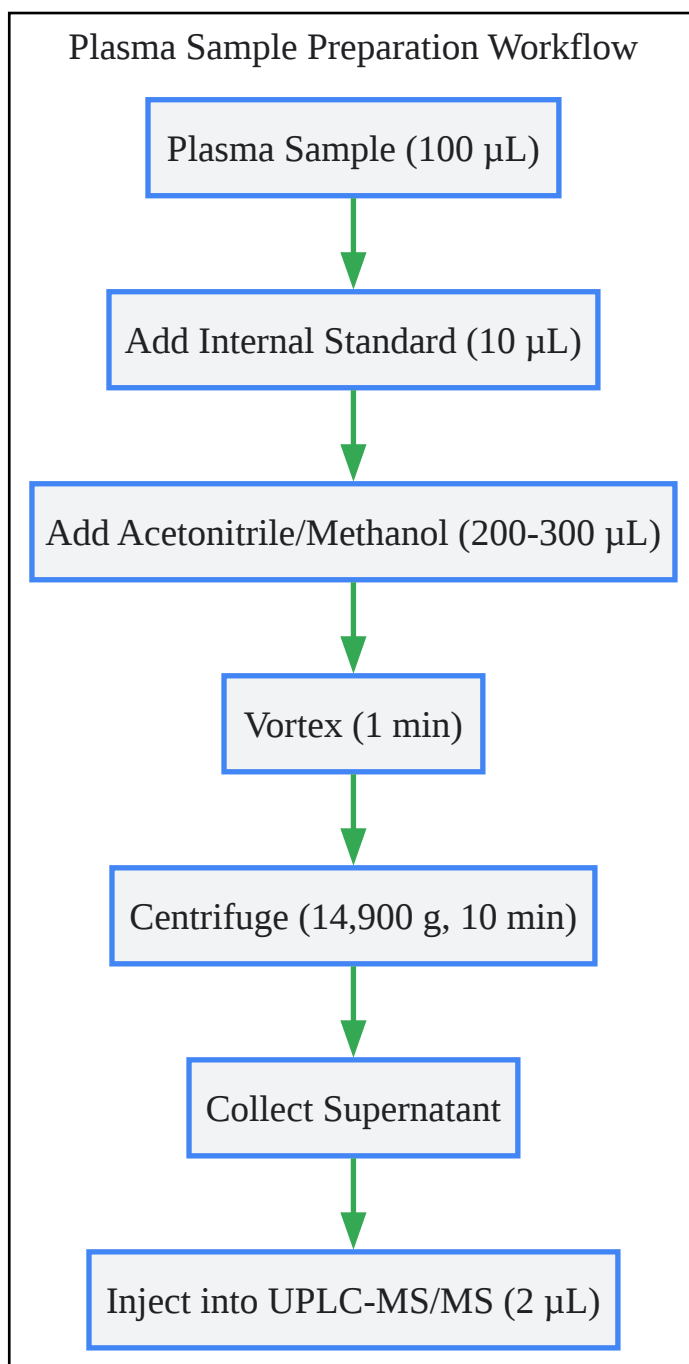 Plasma Sample Preparation Workflow
Plasma Sample (100 µL)
Add Internal Standard (10 µL)
Add Acetonitrile/Methanol (200-300 µL)
Vortex (1 min)
Centrifuge (14,900 g, 10 min)
Collect Supernatant
Inject into UPLC-MS/MS (2 µL)